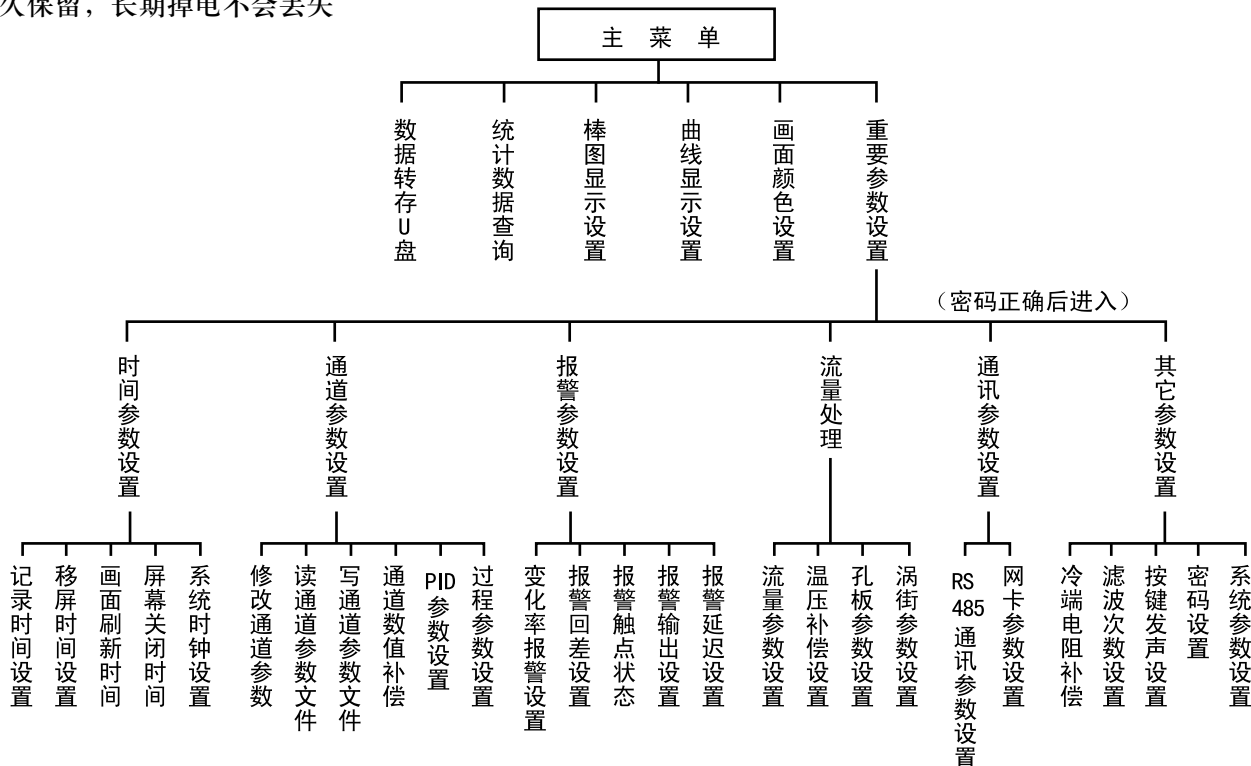 久保留，长期掉电不会丢失
主菜单
数据转存U盘
统计数据查询
棒图显示设置
曲线显示设置
画面颜色设置
重要参数设置
（密码正确后进入）
时间参数设置
通道参数设置
报警参数设置
流量处理
通讯参数设置
其它参数设置
记录时间设置
移屏时间设置
画面刷新时间
屏幕关闭时间
系统时钟设置
修改通道参数
读通道参数文件
写通道参数文件
通道数值补偿
PID参数设置
过程参数设置
变化率报警设置
报警回差设置
报警触点状态
报警输出设置
报警延迟设置
流量参数设置
温压补偿设置
孔板参数设置
涡街参数设置
RS485通讯参数设置
网卡参数设置
冷端电阻补偿
滤波次数设置
按键发声设置
密码设置
系统参数设置